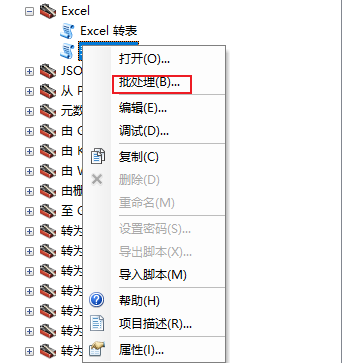 Excel
Excel 转表
打开(O)...
批处理(B)...
JSO
从 P
编辑(E)...
元数
调试(D)...
由 G
由 K
复制(C)
由 W
删除(D)
由栅
重命名(M)
至 C
设置密码(S)...
转为
导出脚本(X)...
转为
导入脚本(M)
转为
帮助(H)
转为
项目描述(R)...
转为
转为
属性(I)...
转为